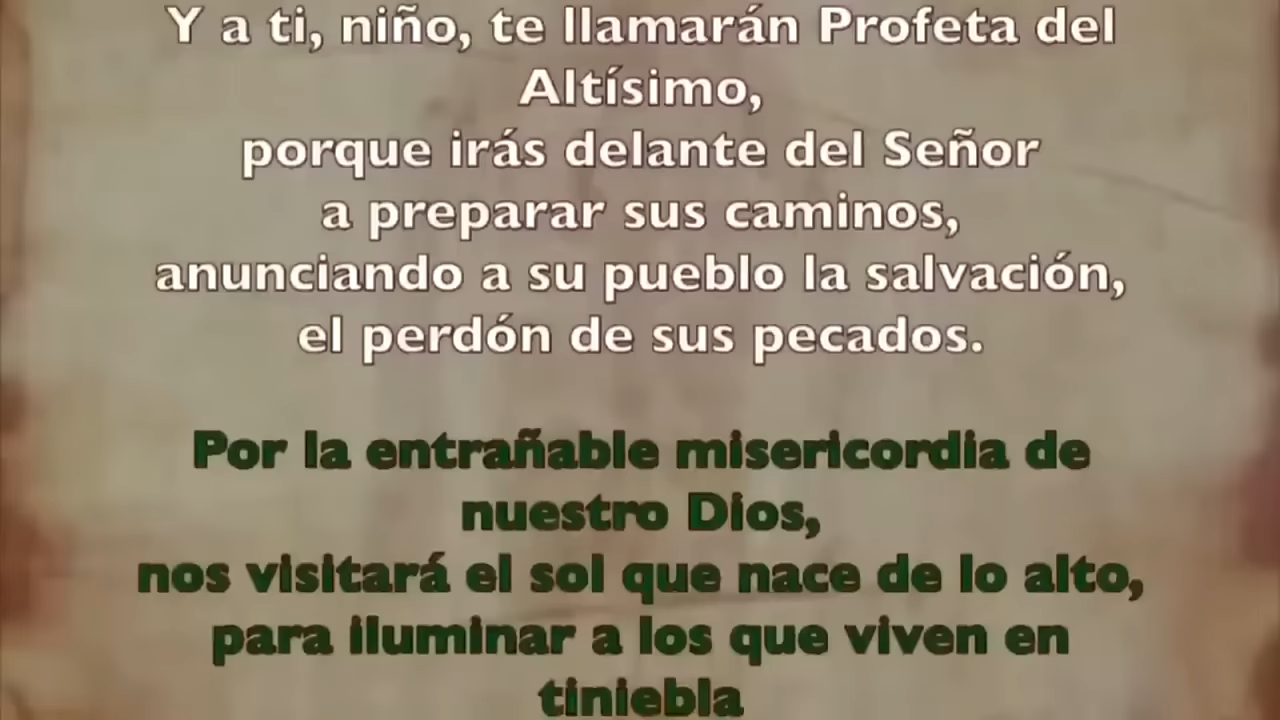 Y a ti, niño, te llamarán Profeta del
Altísimo,
porque irás delante del Señor
a preparar sus caminos,
anunciando a su pueblo la salvación,
el perdón de sus pecados.
Por la entrañable misericordia de
nuestro Dios,
nos visitará el sol que nace de lo alto,
para iluminar a los que viven en
tiniebla